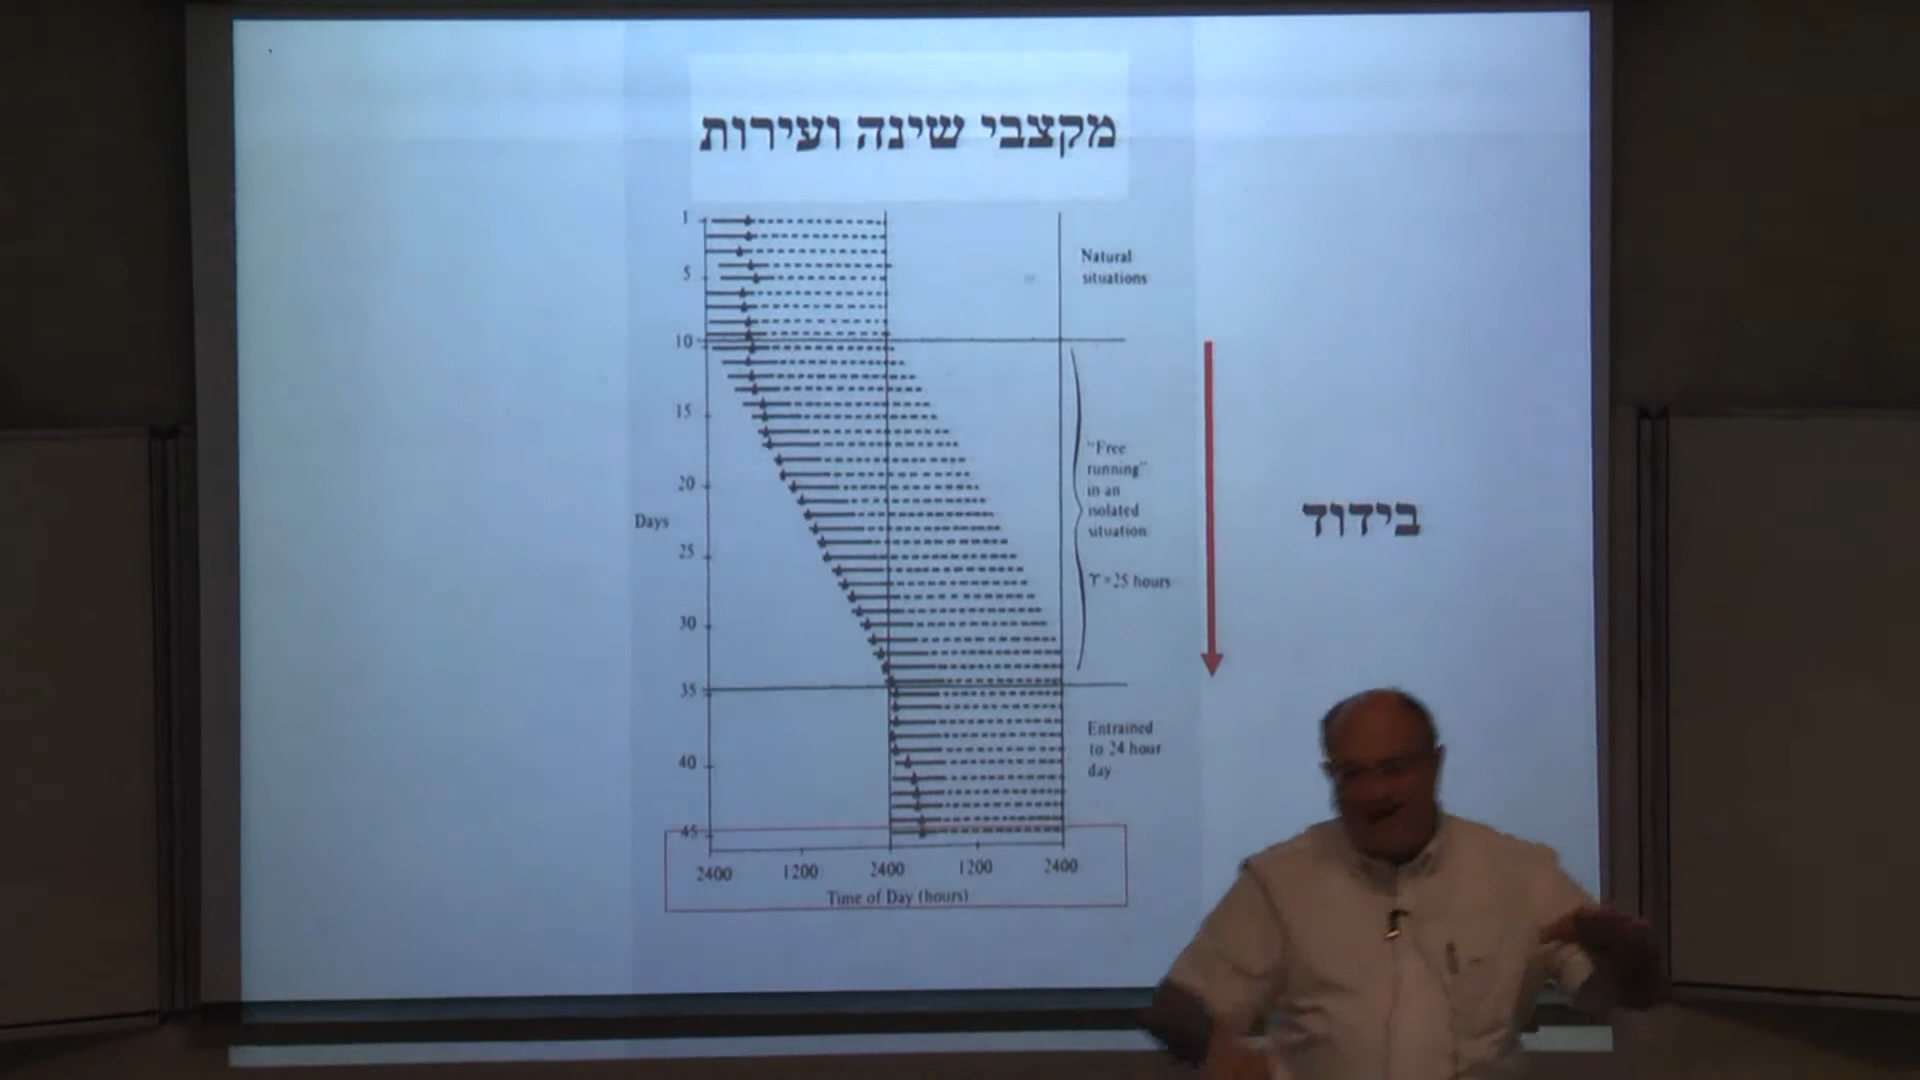 מקצבי שינה ועירות
1
5
10
15
20
25
30
35
40
45
Days
Natural
situations
"Free
running"
in an
isolated
situation
ϒ=25 hours
Entrained
to 24 hour
day
2400 1200 2400 1200 2400
Time of Day (hours)
בידוד